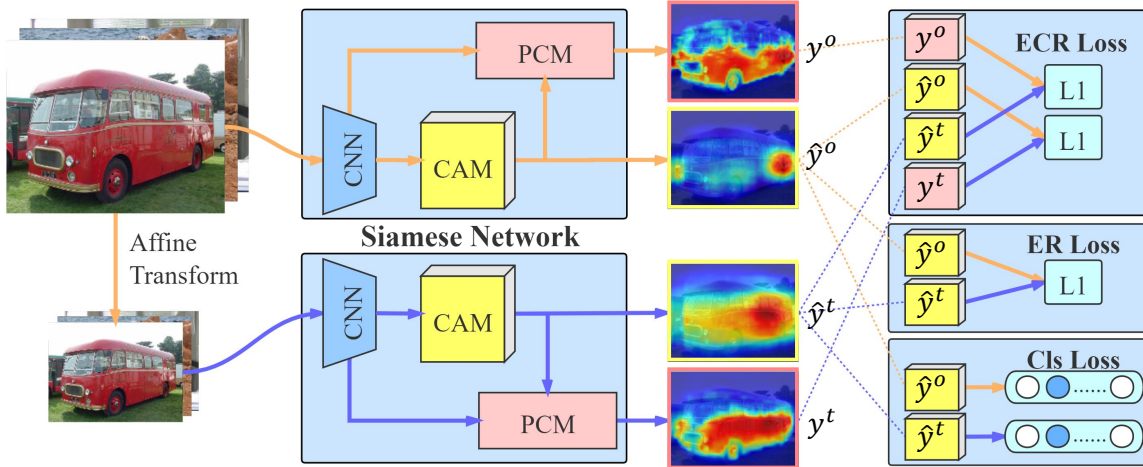 PCM
CNN
CAM
Affine
Transform
Siamese Network
CNN
CAM
PCM
y^o
ŷ^o
ŷ^t
y^t
ECR Loss
y^o
ŷ^o
ŷ^t
y^t
L1
L1
ER Loss
ŷ^o
ŷ^t
L1
Cls Loss
ŷ^o
......
ŷ^t
......